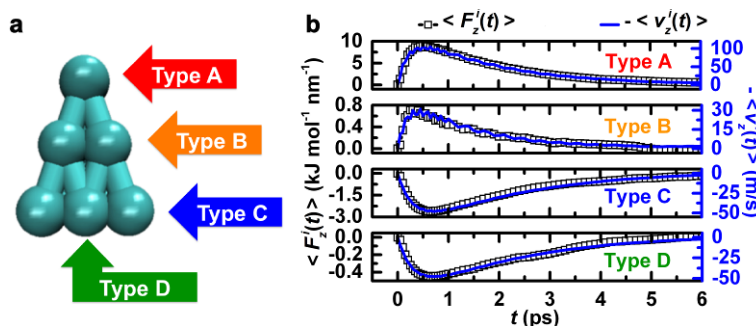 a
Type A
Type B
Type C
Type D
b
< F_z^i(t) >
- < v_z^i(t) >
10
5
0
100
75
50
25
0
Type A
0.8
0.4
0.0
30
15
0
Type B
0.0
-1.5
-3.0
0
-25
-50
Type C
0.0
-0.2
-0.4
0
-25
-50
Type D
< F_z^i(t) > (kJ mol⁻¹ nm⁻¹)
- < v_z^i(t) > (m/s)
0 1 2 3 4 5 6
t (ps)